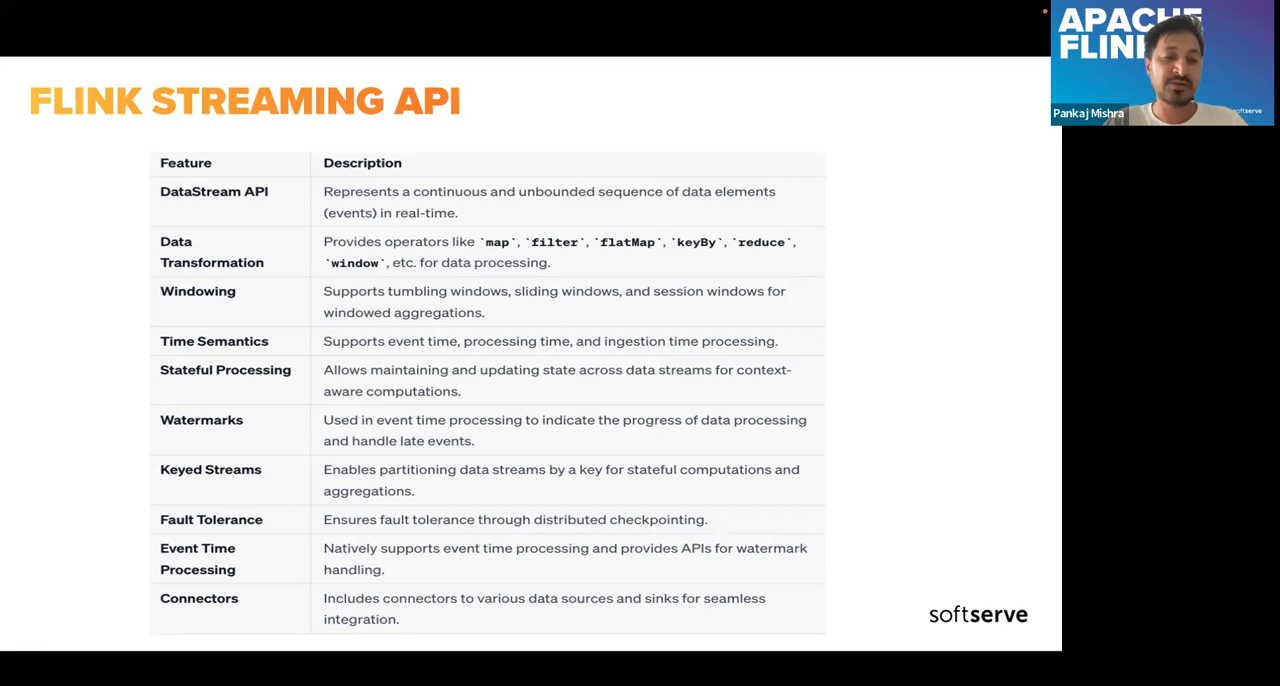 APACHE
FLINK
Pankaj Mishra
softserve
FLINK STREAMING API
Feature Description
DataStream API Represents a continuous and unbounded sequence of data elements
(events) in real-time.
Data Provides operators like `map`, `filter`, `flatMap`, `keyBy`, `reduce`,
Transformation `window`, etc. for data processing.
Windowing Supports tumbling windows, sliding windows, and session windows for
windowed aggregations.
Time Semantics Supports event time, processing time, and ingestion time processing.
Stateful Processing Allows maintaining and updating state across data streams for context-
aware computations.
Watermarks Used in event time processing to indicate the progress of data processing
and handle late events.
Keyed Streams Enables partitioning data streams by a key for stateful computations and
aggregations.
Fault Tolerance Ensures fault tolerance through distributed checkpointing.
Event Time Natively supports event time processing and provides APIs for watermark
Processing handling.
Connectors Includes connectors to various data sources and sinks for seamless
integration.
softserve